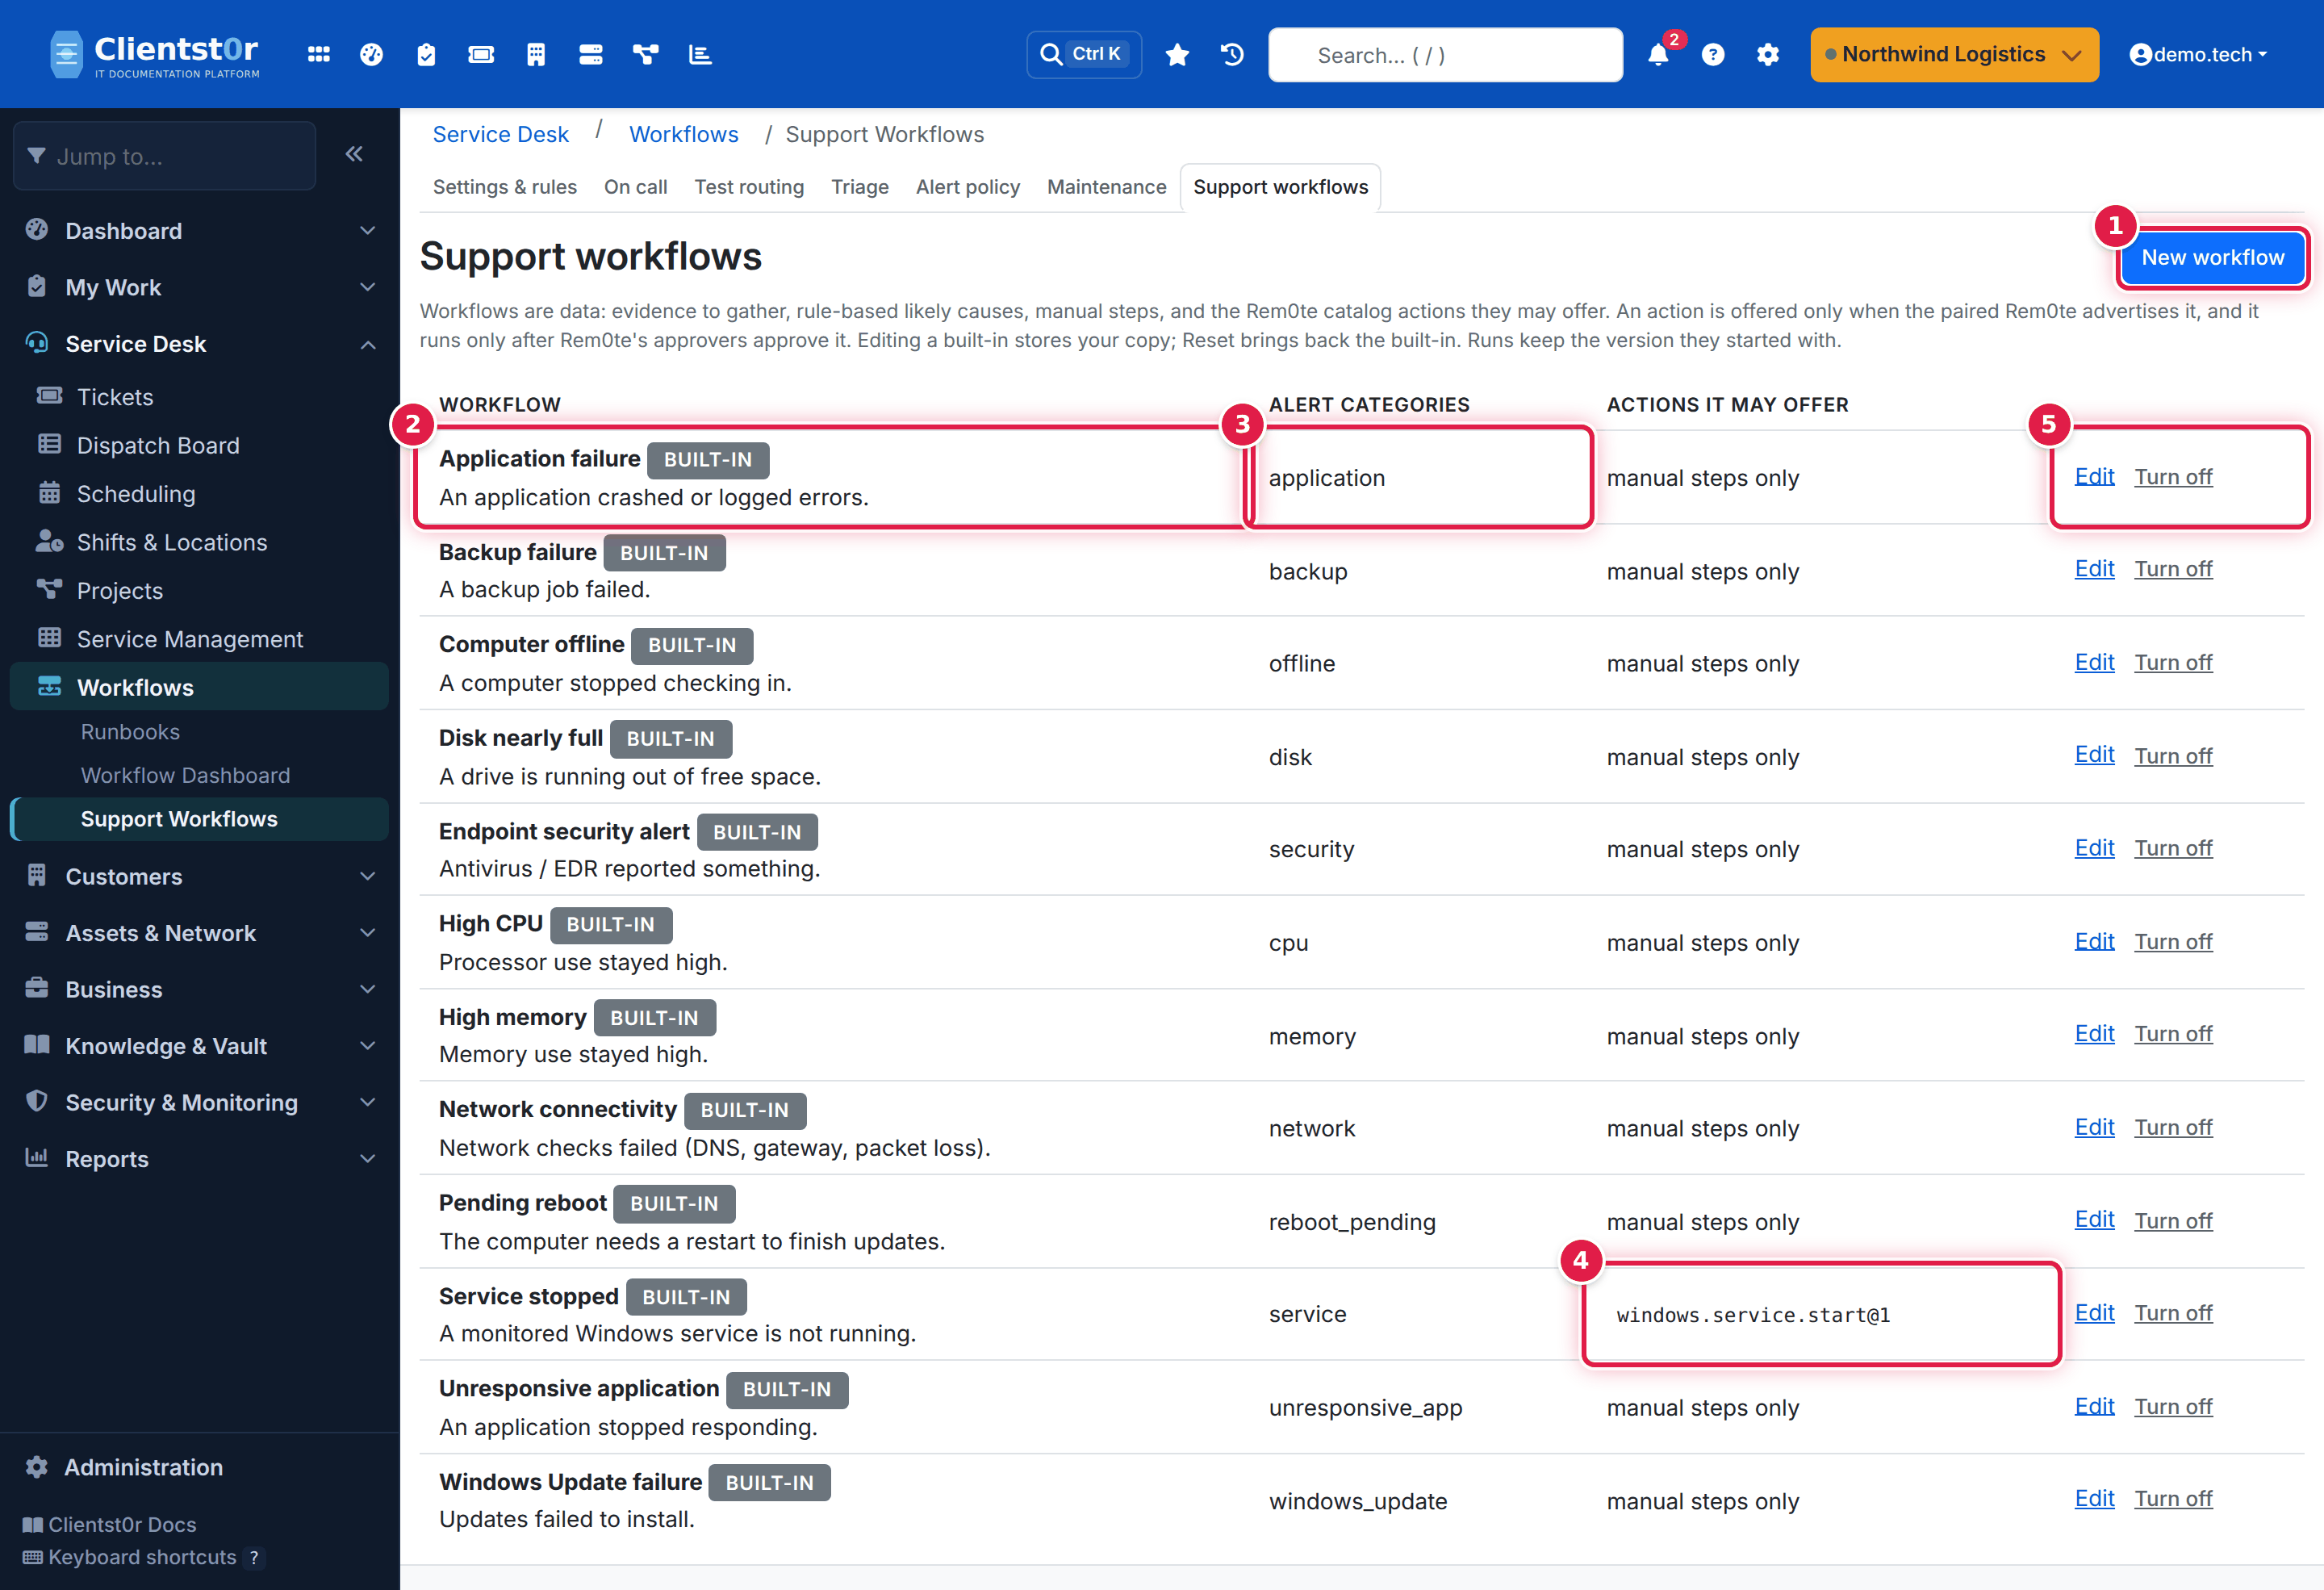 Clientst0r
IT DOCUMENTATION PLATFORM
Ctrl K
Search... ( / )
2
?
Northwind Logistics
demo.tech
Jump to...
Dashboard
My Work
Service Desk
Tickets
Dispatch Board
Scheduling
Shifts & Locations
Projects
Service Management
Workflows
Runbooks
Workflow Dashboard
Support Workflows
Customers
Assets & Network
Business
Knowledge & Vault
Security & Monitoring
Reports
Administration
Clientst0r Docs
Keyboard shortcuts ?
Service Desk / Workflows / Support Workflows
Settings & rules On call Test routing Triage Alert policy Maintenance Support workflows
Support workflows
1
New workflow
Workflows are data: evidence to gather, rule-based likely causes, manual steps, and the Rem0te catalog actions they may offer. An action is offered only when the paired Rem0te advertises it, and it
runs only after Rem0te's approvers approve it. Editing a built-in stores your copy; Reset brings back the built-in. Runs keep the version they started with.
WORKFLOW ALERT CATEGORIES ACTIONS IT MAY OFFER
2 3 5
Application failure BUILT-IN
An application crashed or logged errors.
application manual steps only Edit Turn off
Backup failure BUILT-IN
A backup job failed.
backup manual steps only Edit Turn off
Computer offline BUILT-IN
A computer stopped checking in.
offline manual steps only Edit Turn off
Disk nearly full BUILT-IN
A drive is running out of free space.
disk manual steps only Edit Turn off
Endpoint security alert BUILT-IN
Antivirus / EDR reported something.
security manual steps only Edit Turn off
High CPU BUILT-IN
Processor use stayed high.
cpu manual steps only Edit Turn off
High memory BUILT-IN
Memory use stayed high.
memory manual steps only Edit Turn off
Network connectivity BUILT-IN
Network checks failed (DNS, gateway, packet loss).
network manual steps only Edit Turn off
Pending reboot BUILT-IN
The computer needs a restart to finish updates.
reboot_pending manual steps only Edit Turn off
4
Service stopped BUILT-IN
A monitored Windows service is not running.
service windows.service.start@1 Edit Turn off
Unresponsive application BUILT-IN
An application stopped responding.
unresponsive_app manual steps only Edit Turn off
Windows Update failure BUILT-IN
Updates failed to install.
windows_update manual steps only Edit Turn off